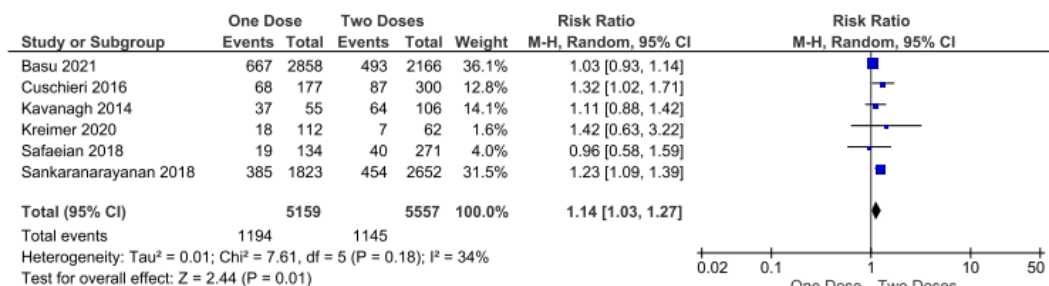 One Dose Two Doses Risk Ratio Risk Ratio
Study or Subgroup Events Total Events Total Weight M-H, Random, 95% CI M-H, Random, 95% CI
Basu 2021 667 2858 493 2166 36.1% 1.03 [0.93, 1.14]
Cuschieri 2016 68 177 87 300 12.8% 1.32 [1.02, 1.71]
Kavanagh 2014 37 55 64 106 14.1% 1.11 [0.88, 1.42]
Kreimer 2020 18 112 7 62 1.6% 1.42 [0.63, 3.22]
Safaeian 2018 19 134 40 271 4.0% 0.96 [0.58, 1.59]
Sankaranarayanan 2018 385 1823 454 2652 31.5% 1.23 [1.09, 1.39]
Total (95% CI) 5159 5557 100.0% 1.14 [1.03, 1.27]
Total events 1194 1145
Heterogeneity: Tau² = 0.01; Chi² = 7.61, df = 5 (P = 0.18); I² = 34%
Test for overall effect: Z = 2.44 (P = 0.01)
0.02 0.1 1 10 50
One Dose Two Doses